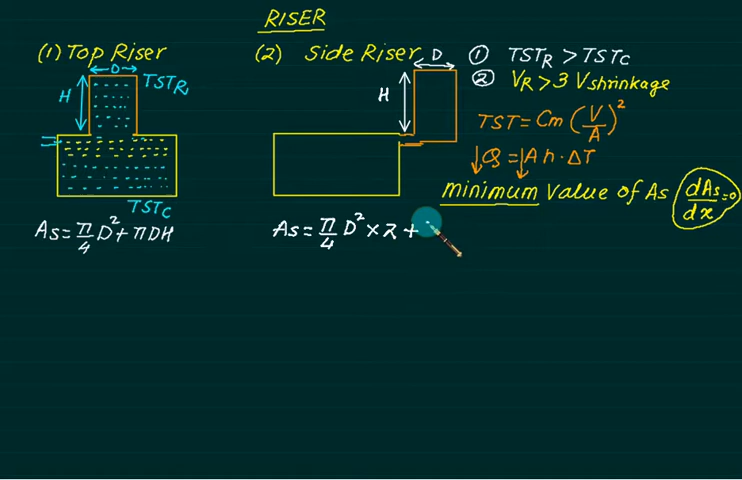 RISER
(1) Top Riser
(2) Side Riser
① TSTR > TSTC
② VR > 3 Vshrinkage
D
H
TSTR
TSTC
D
H
TST = Cm (V/A)²
↓Q = ↓A h · ΔT
minimum Value of As (dAs/dx = 0)
As = π/4 D² + πDH
As = π/4 D² × 2 +